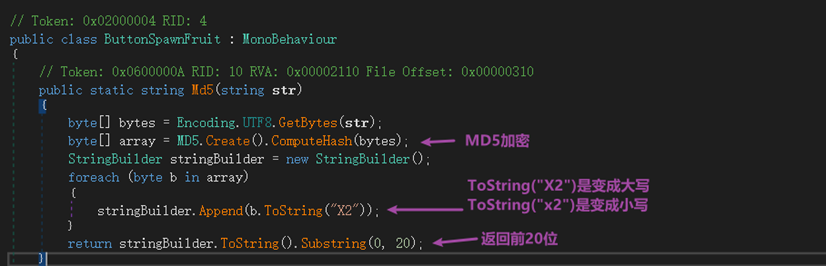 // Token: 0x02000004 RID: 4
public class ButtonSpawnFruit : MonoBehaviour
{
// Token: 0x0600000A RID: 10 RVA: 0x00002110 File Offset: 0x00000310
public static string Md5(string str)
{
byte[] bytes = Encoding.UTF8.GetBytes(str);
byte[] array = MD5.Create().ComputeHash(bytes); MD5加密
StringBuilder stringBuilder = new StringBuilder();
foreach (byte b in array)
{
ToString("X2")是变成大写
stringBuilder.Append(b.ToString("X2")); ToString("x2")是变成小写
}
return stringBuilder.ToString().Substring(0, 20); 返回前20位
}